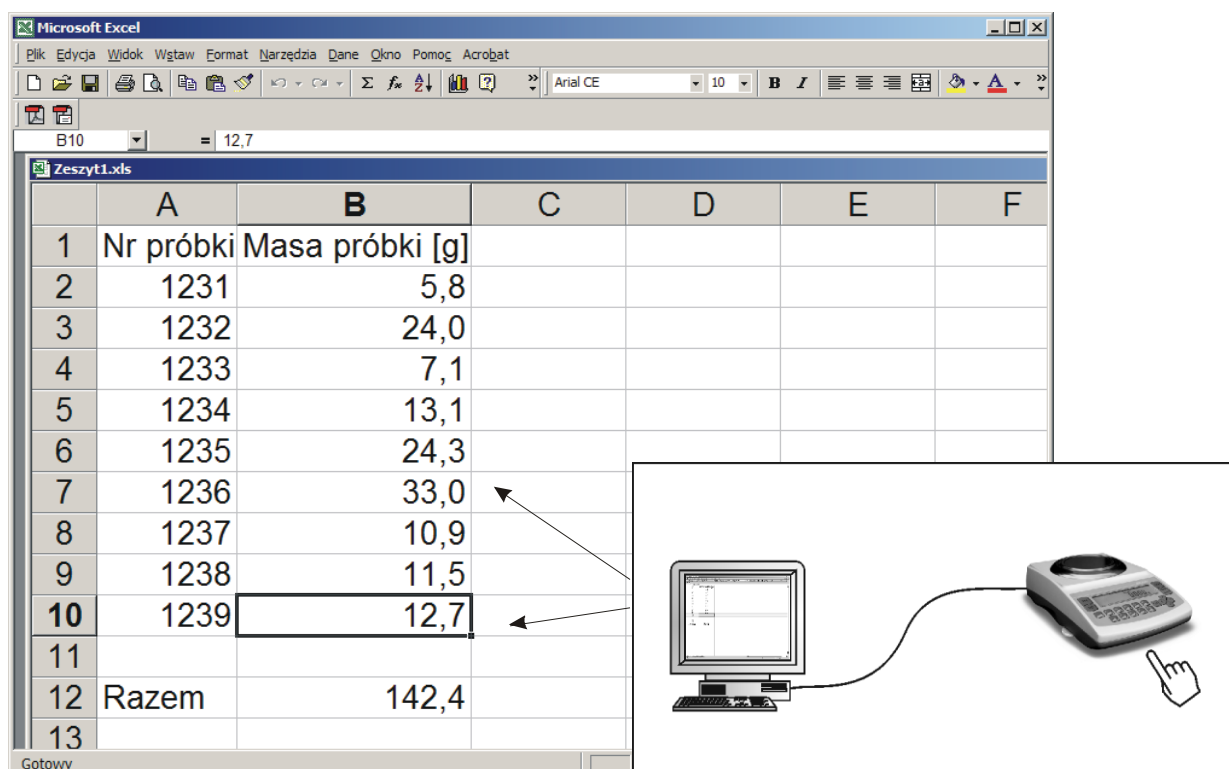 Microsoft Excel
Plik Edycja Widok Wstaw Format Narzędzia Dane Okno Pomoc Acrobat
Arial CE 10 B I A
B10 = 12,7
Zeszyt1.xls
A B C D E F
1 Nr próbki Masa próbki [g]
2 1231 5,8
3 1232 24,0
4 1233 7,1
5 1234 13,1
6 1235 24,3
7 1236 33,0
8 1237 10,9
9 1238 11,5
10 1239 12,7
11
12 Razem 142,4
13
Gotowy